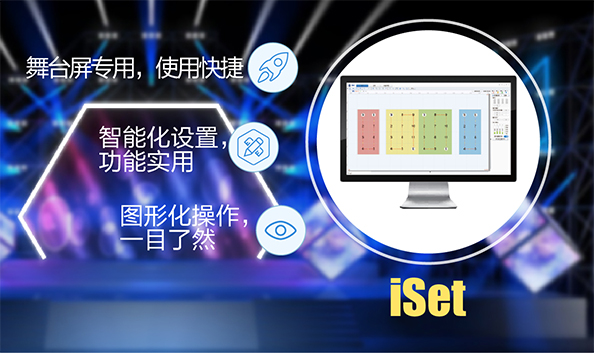 舞台屏专用，使用快捷
智能化设置，
功能实用
图形化操作，
一目了然
iSet